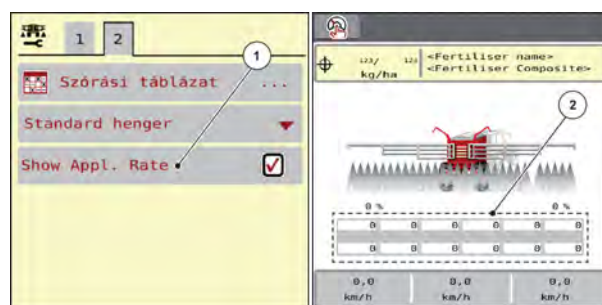 1 2
1
Szórási táblázat ...
Standard henger
Show Appl. Rate
123/ 123
kg/ha
<Fertiliser name>
<Fertiliser Composite>
2
0 % 0 %
0 0 0 0 0 0
0 0 0 0 0 0
0,0 0,0 0,0
km/h km/h km/h